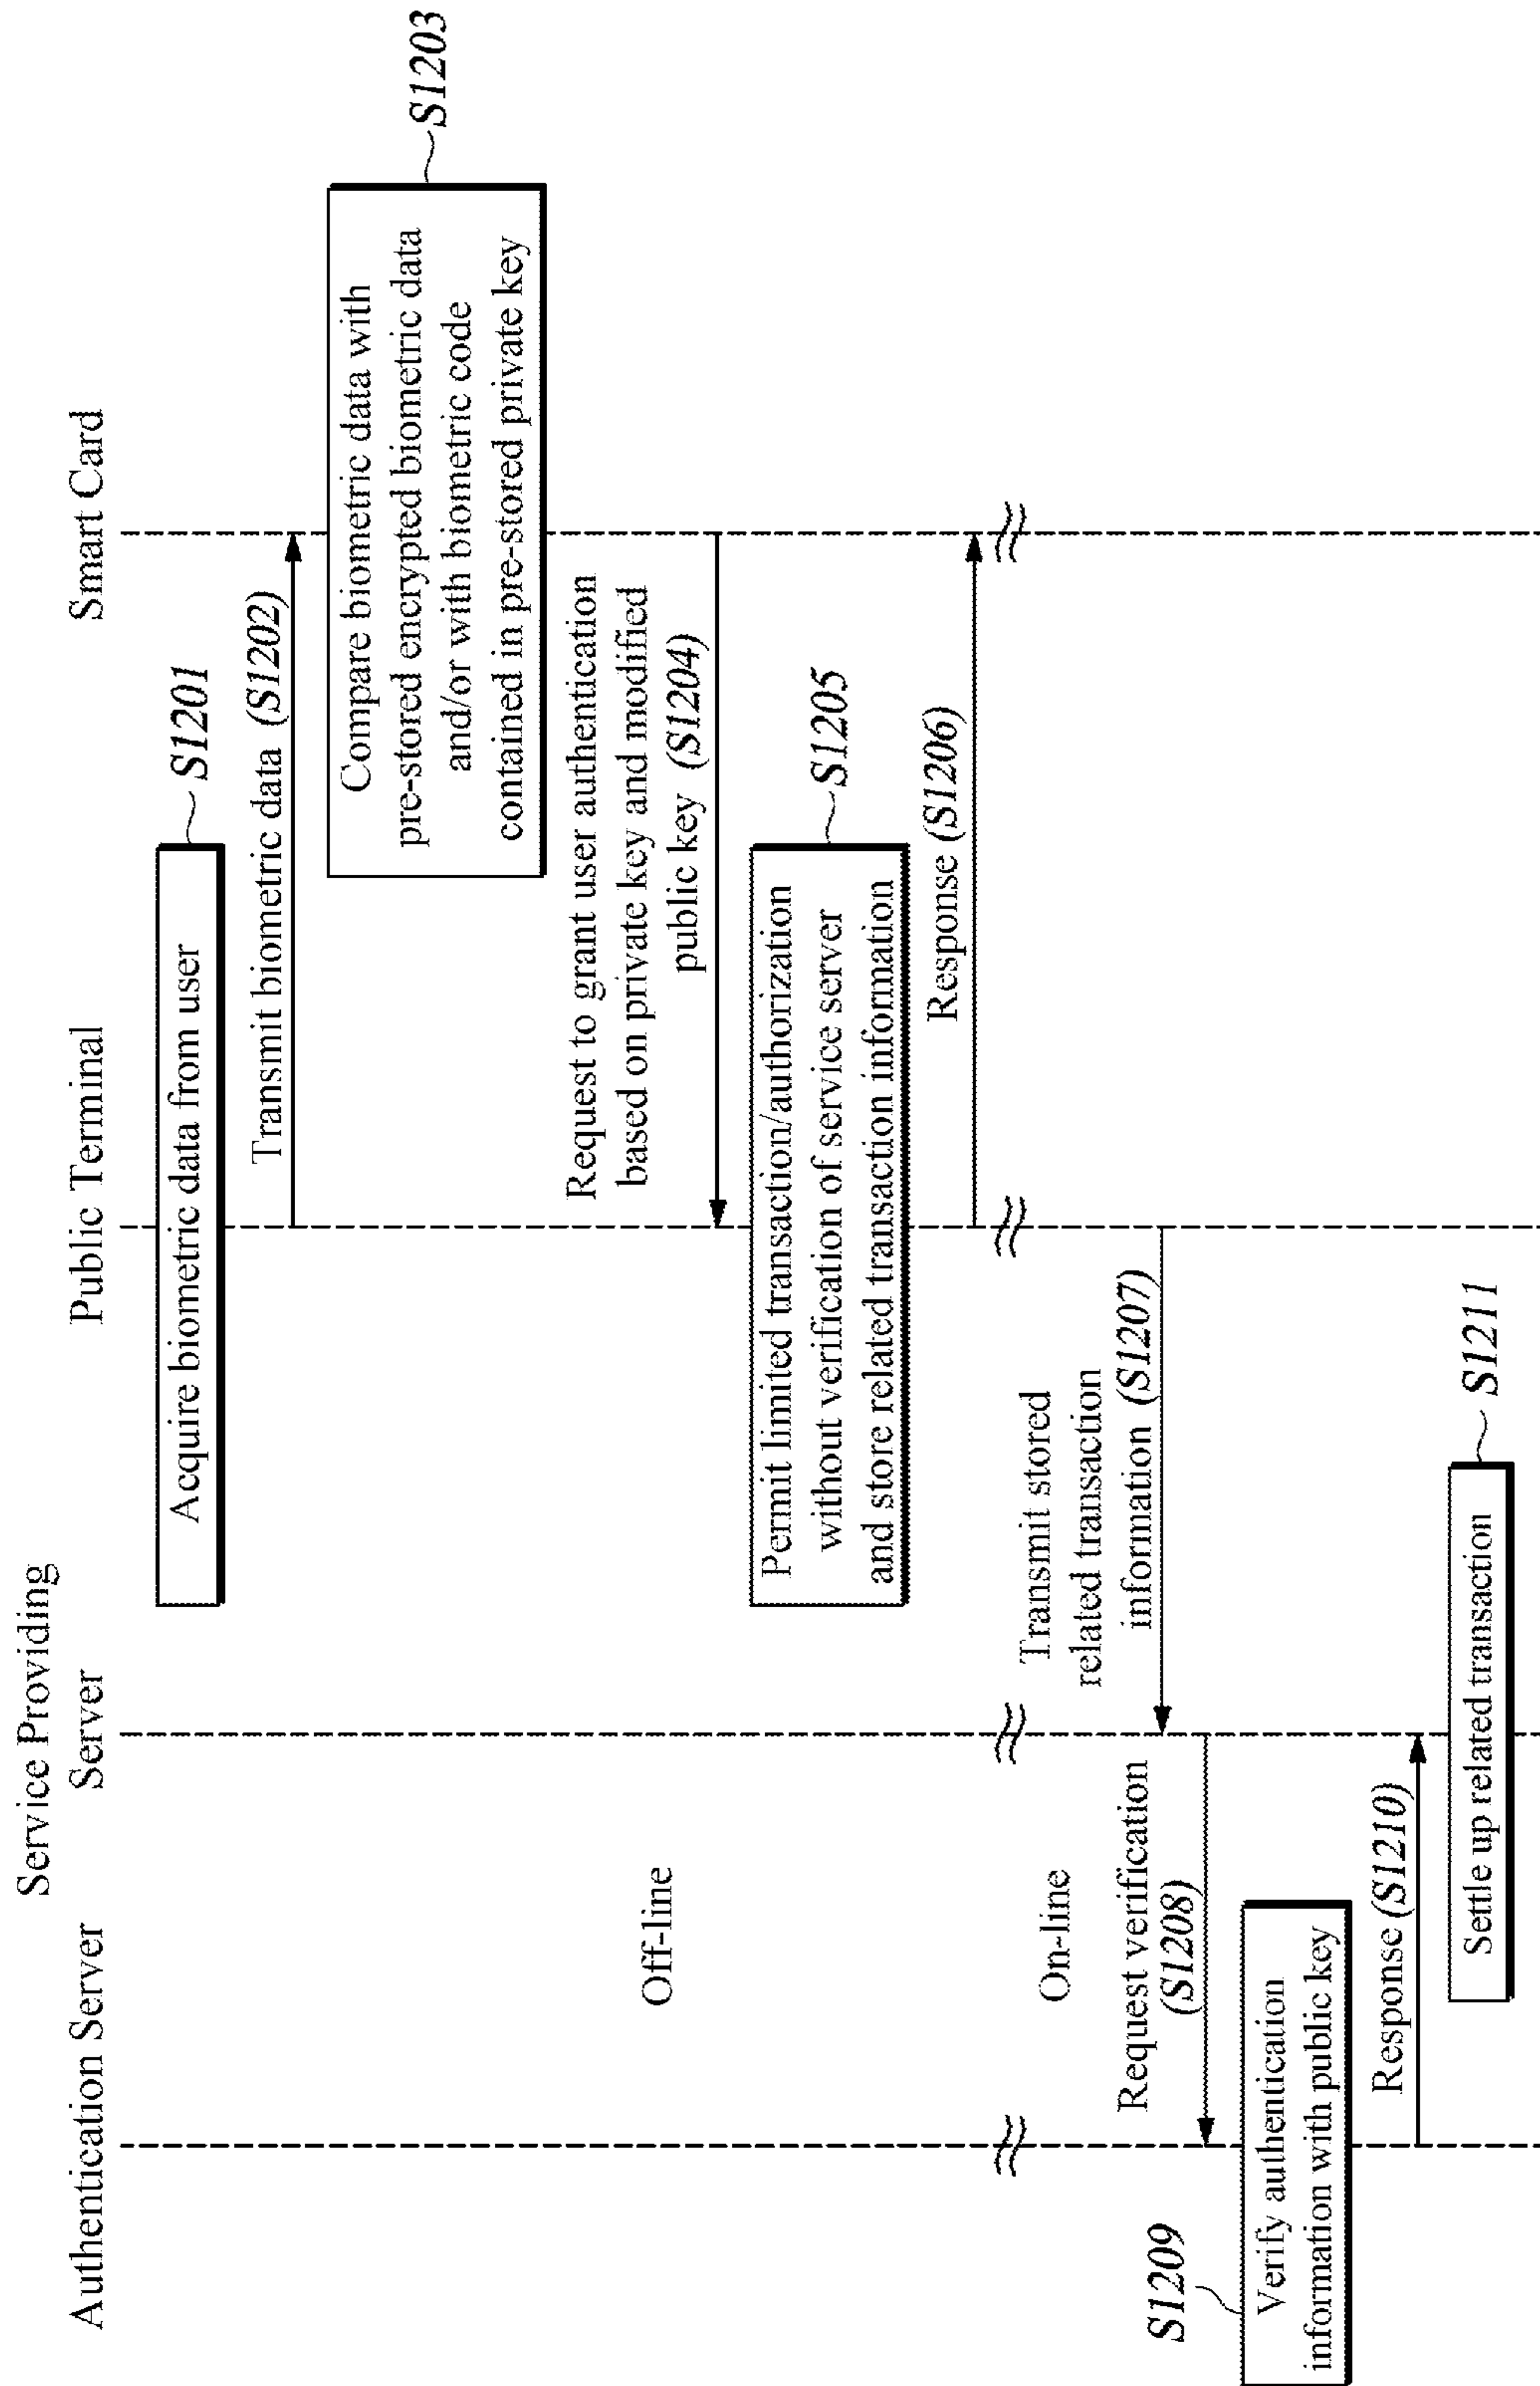 Service Providing
Authentication Server
Server
Public Terminal
Smart Card
Acquire biometric data from user
S1201
Transmit biometric data (S1202)
Compare biometric data with
pre-stored encrypted biometric data
and/or with biometric code
contained in pre-stored private key
S1203
Request to grant user authentication
based on private key and modified
public key (S1204)
Off-line
Permit limited transaction/authorization
without verification of service server
and store related transaction information
S1205
Response (S1206)
On-line
Transmit stored
related transaction
information (S1207)
Request verification
(S1208)
S1209
Verify authentication
information with public key
Response (S1210)
Settle up related transaction
S1211